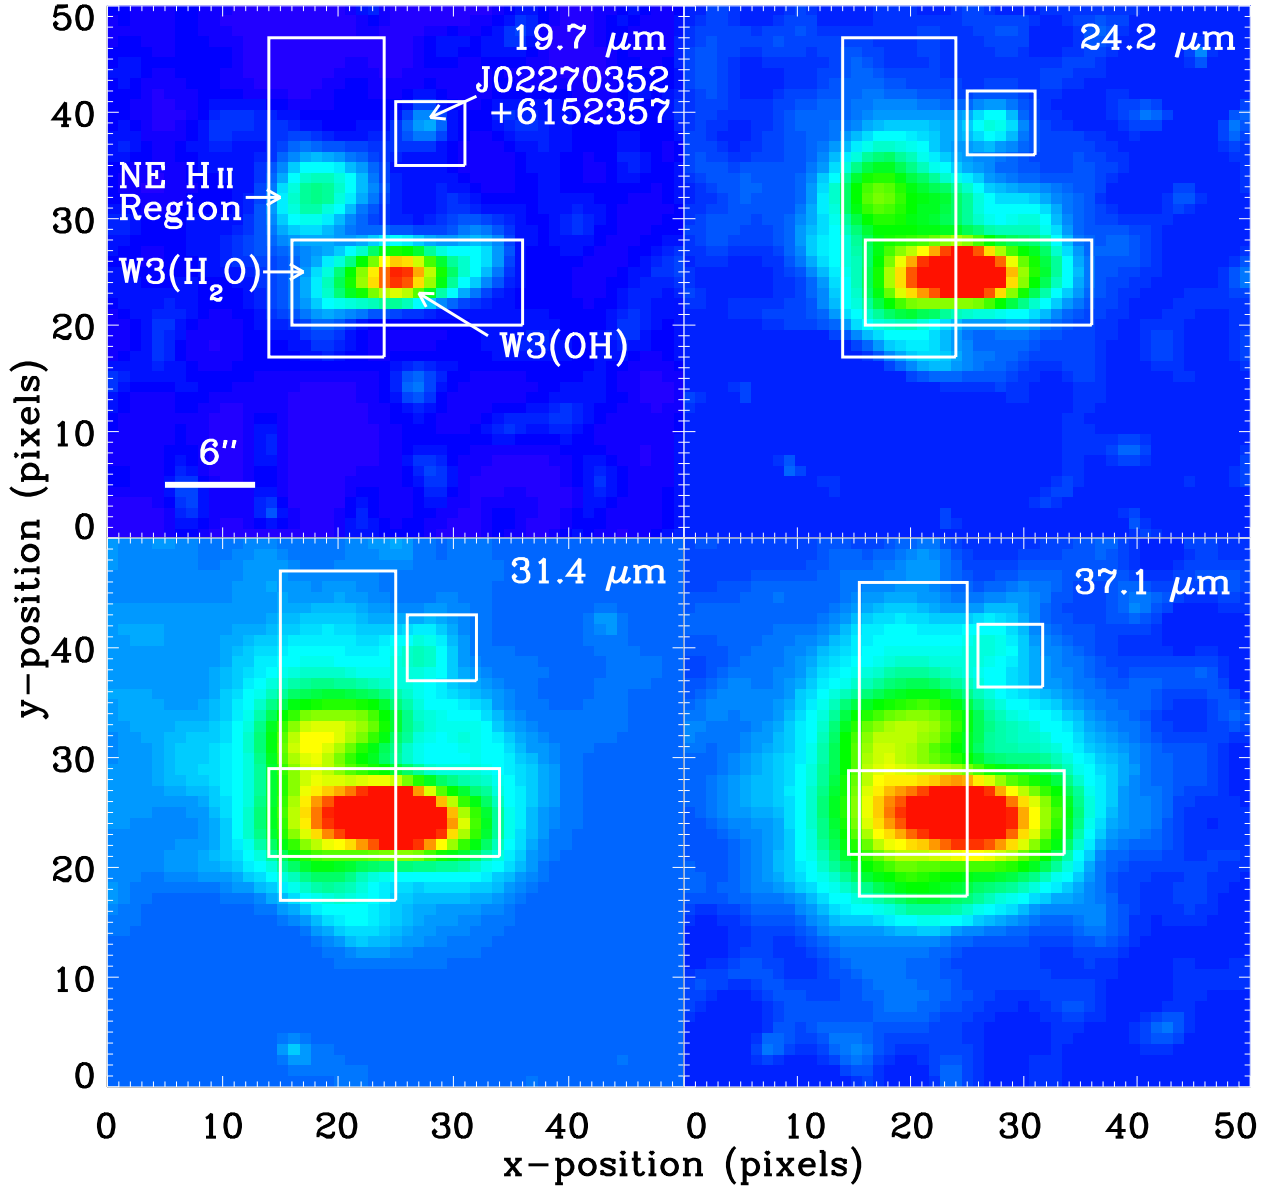 50
19.7 μm
24.2 μm
J02270352
+6152357
40
NE HII
Region
30
W3(H2O)
20
W3(OH)
10
6″
0
31.4 μm
37.1 μm
40
30
20
10
0
y-position (pixels)
0 10 20 30 40 0 10 20 30 40 50
x-position (pixels)